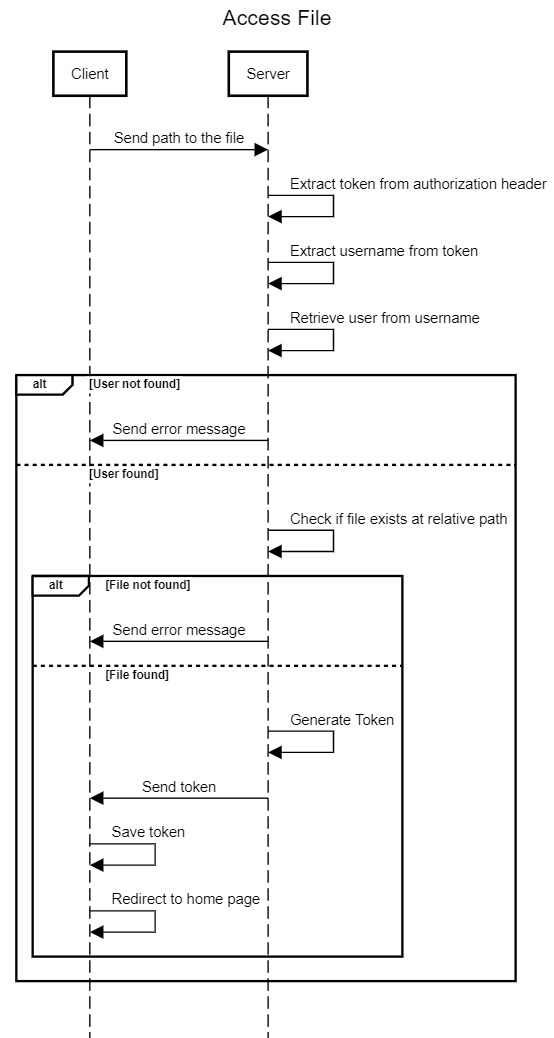 Access File
Client
Server
Send path to the file
Extract token from authorization header
Extract username from token
Retrieve user from username
alt
[User not found]
Send error message
[User found]
Check if file exists at relative path
alt
[File not found]
Send error message
[File found]
Generate Token
Send token
Save token
Redirect to home page